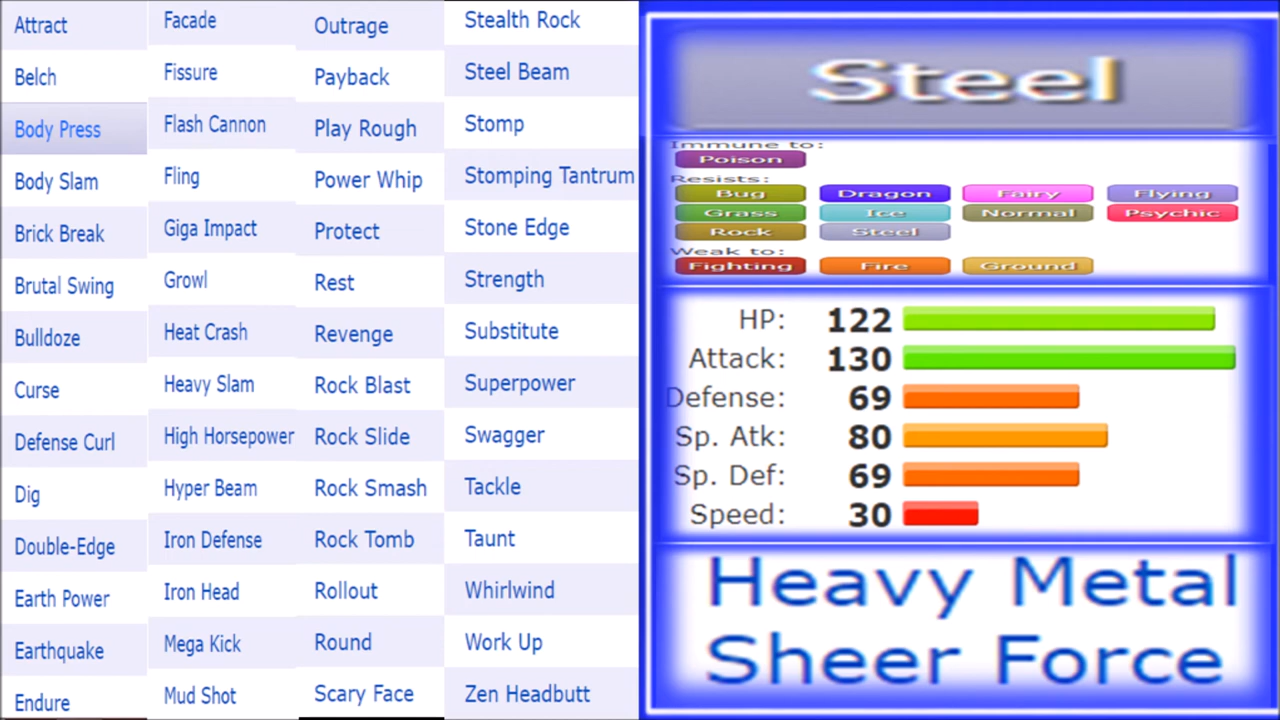 Attract
Belch
Body Press
Body Slam
Brick Break
Brutal Swing
Bulldoze
Curse
Defense Curl
Dig
Double-Edge
Earth Power
Earthquake
Endure
Facade
Fissure
Flash Cannon
Fling
Giga Impact
Growl
Heat Crash
Heavy Slam
High Horsepower
Hyper Beam
Iron Defense
Iron Head
Mega Kick
Mud Shot
Outrage
Payback
Play Rough
Power Whip
Protect
Rest
Revenge
Rock Blast
Rock Slide
Rock Smash
Rock Tomb
Rollout
Round
Scary Face
Stealth Rock
Steel Beam
Stomp
Stomping Tantrum
Stone Edge
Strength
Substitute
Superpower
Swagger
Tackle
Taunt
Whirlwind
Work Up
Zen Headbutt
Steel
Immune to:
Poison
Resists:
Bug Dragon Fairy Flying
Grass Ice Normal Psychic
Rock Steel
Weak to:
Fighting Fire Ground
HP: 122
Attack: 130
Defense: 69
Sp. Atk: 80
Sp. Def: 69
Speed: 30
Heavy Metal
Sheer Force